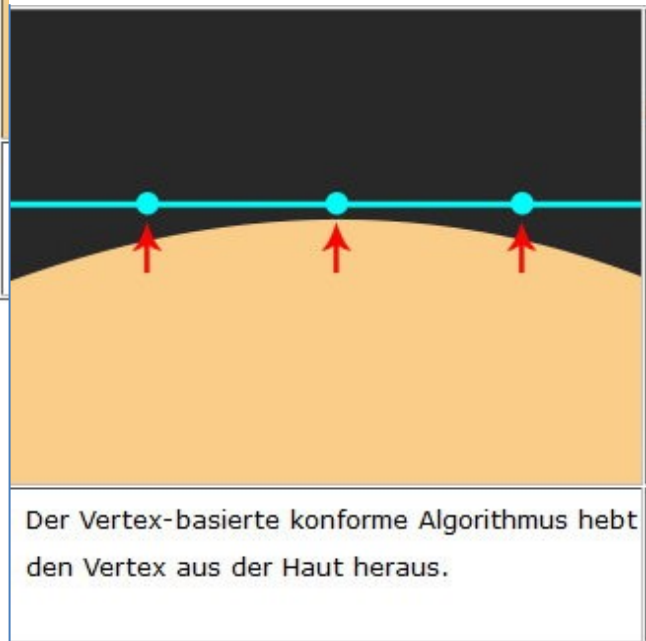 Der Vertex-basierte konforme Algorithmus hebt
den Vertex aus der Haut heraus.